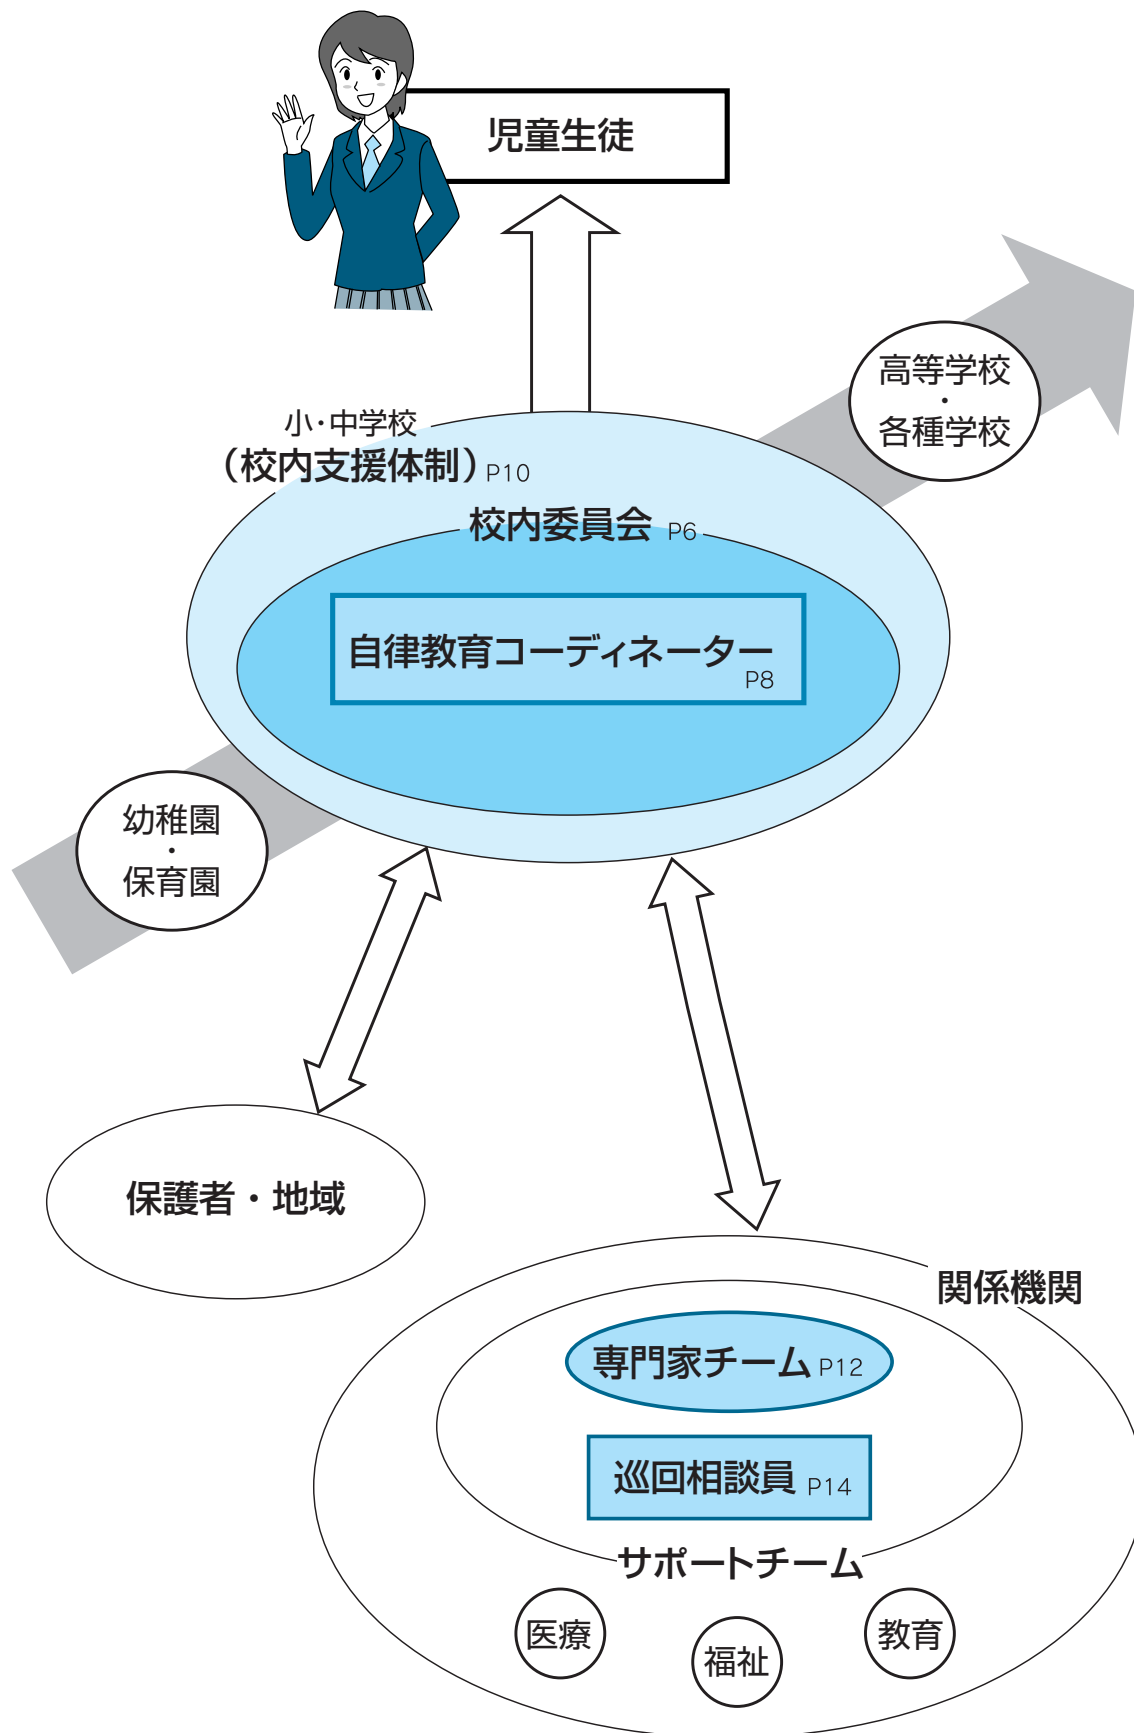 児童生徒
高等学校
・
各種学校
小・中学校
(校内支援体制) P10
校内委員会 P6
自律教育コーディネーター
P8
幼稚園
・
保育園
保護者・地域
関係機関
専門家チーム P12
巡回相談員 P14
サポートチーム
医療
福祉
教育